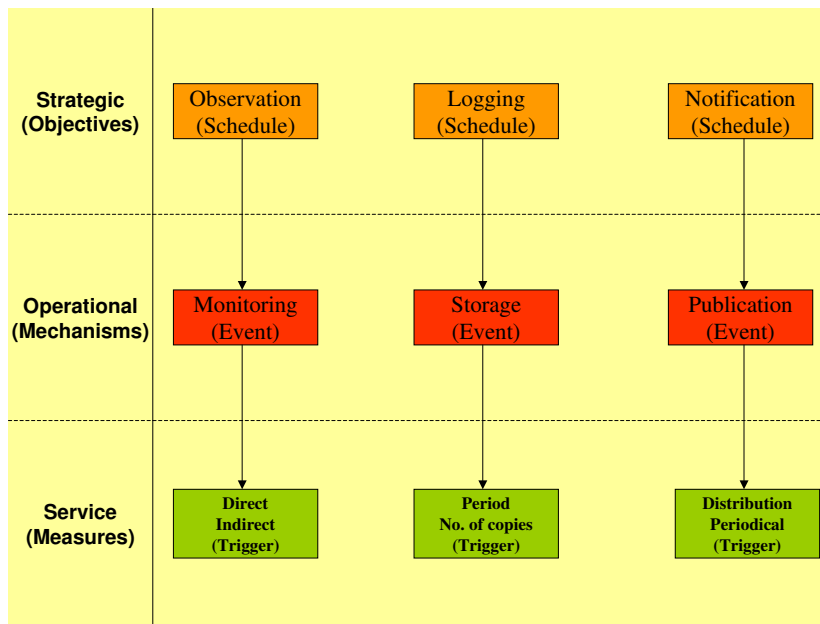 Strategic
(Objectives)
Observation
(Schedule)
Logging
(Schedule)
Notification
(Schedule)
Operational
(Mechanisms)
Monitoring
(Event)
Storage
(Event)
Publication
(Event)
Service
(Measures)
Direct
Indirect
(Trigger)
Period
No. of copies
(Trigger)
Distribution
Periodical
(Trigger)